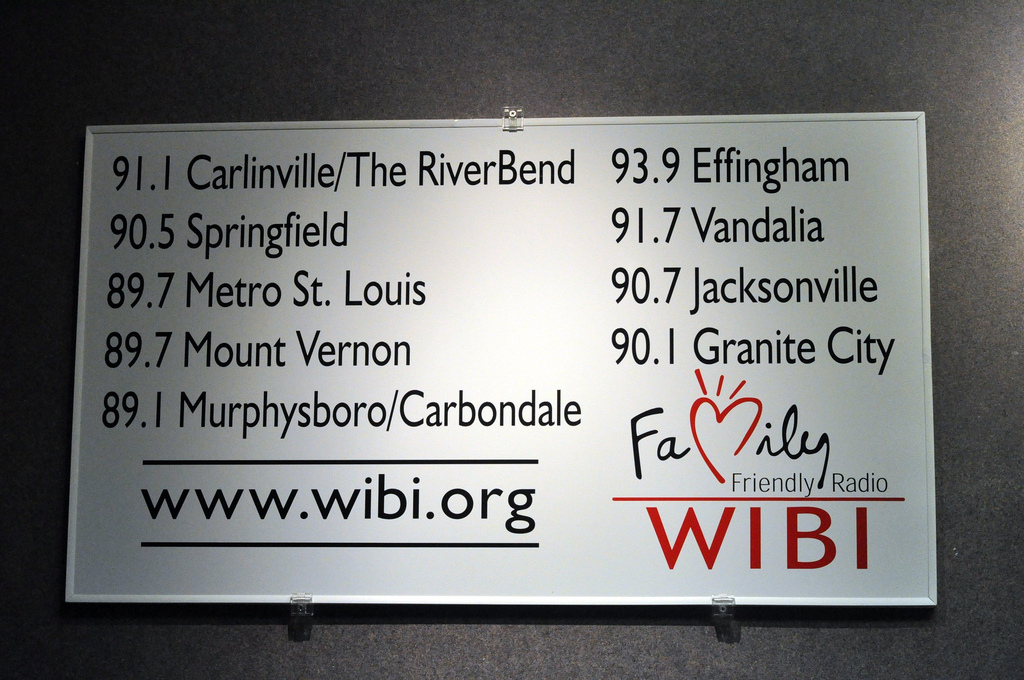 91.1 Carlinville/The RiverBend
90.5 Springfield
89.7 Metro St. Louis
89.7 Mount Vernon
89.1 Murphysboro/Carbondale
www.wibi.org
93.9 Effingham
91.7 Vandalia
90.7 Jacksonville
90.1 Granite City
Family
Friendly Radio
WIBI